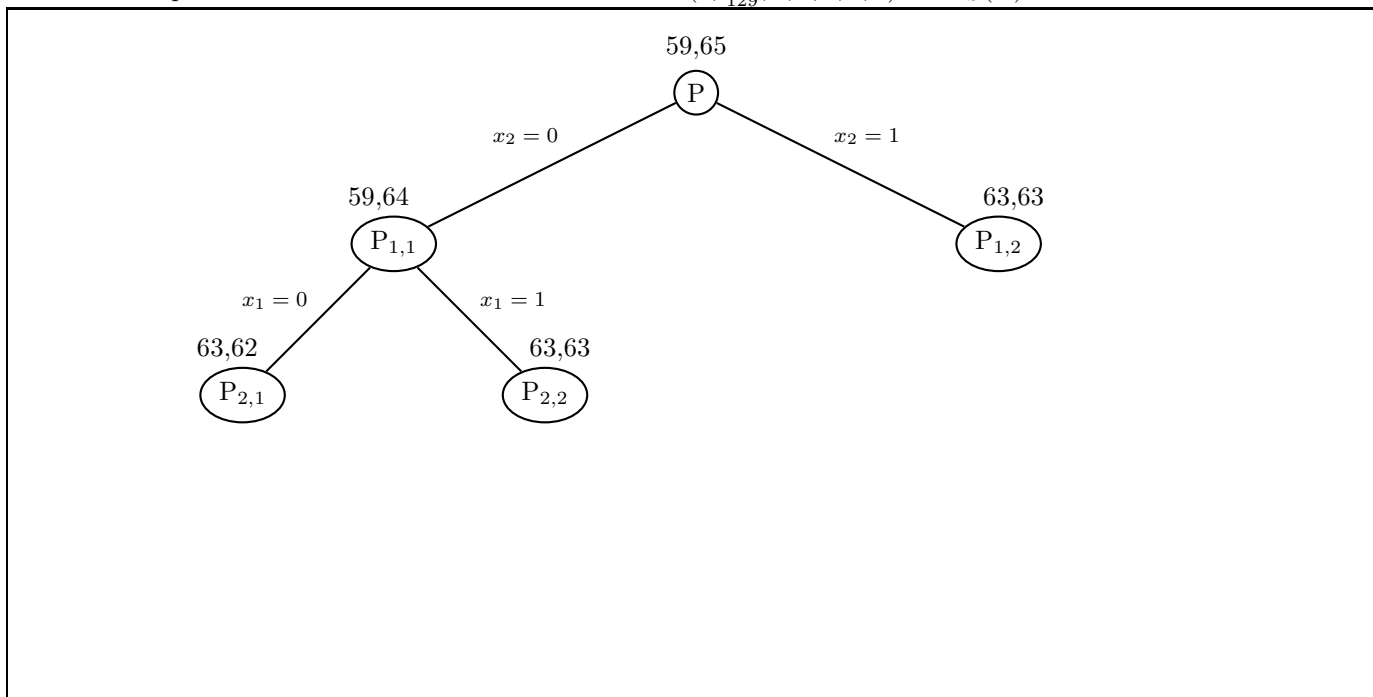 59,65
P
x₂ = 0
x₂ = 1
59,64
63,63
P₁,₁
P₁,₂
x₁ = 0
x₁ = 1
63,62
63,63
P₂,₁
P₂,₂